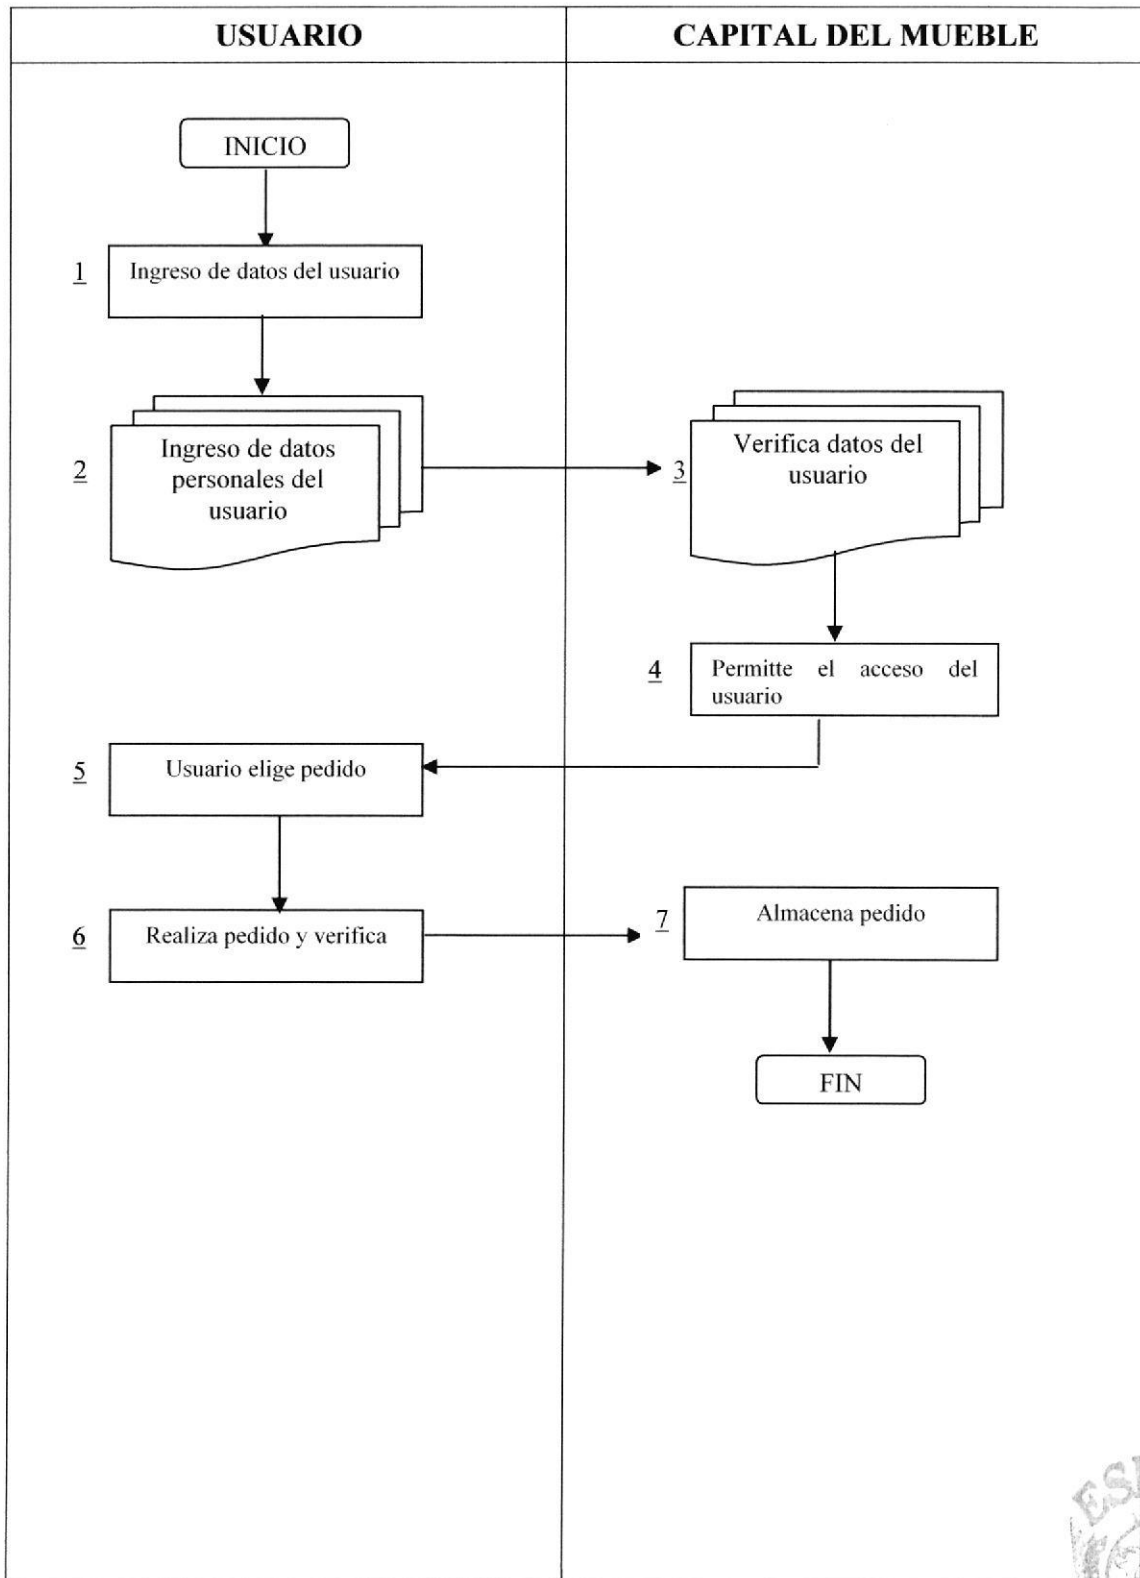 USUARIO
CAPITAL DEL MUEBLE
INICIO
1
Ingreso de datos del usuario
2
Ingreso de datos
personales del
usuario
3
Verifica datos del
usuario
4
Permitte el acceso del
usuario
5
Usuario elige pedido
6
Realiza pedido y verifica
7
Almacena pedido
FIN